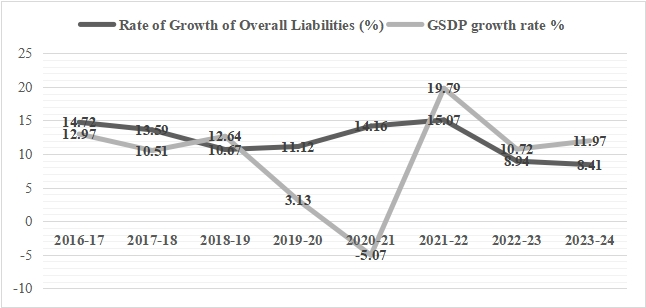 Rate of Growth of Overall Liabilities (%) GSDP growth rate %
25
20 19.79
15 14.72 13.59 12.64 14.16 15.07
12.97 10.51 10.67 11.12 10.72 11.97
10 8.94 8.41
5 3.13
0
2016-17 2017-18 2018-19 2019-20 2020-21 2021-22 2022-23 2023-24
-5 -5.07
-10